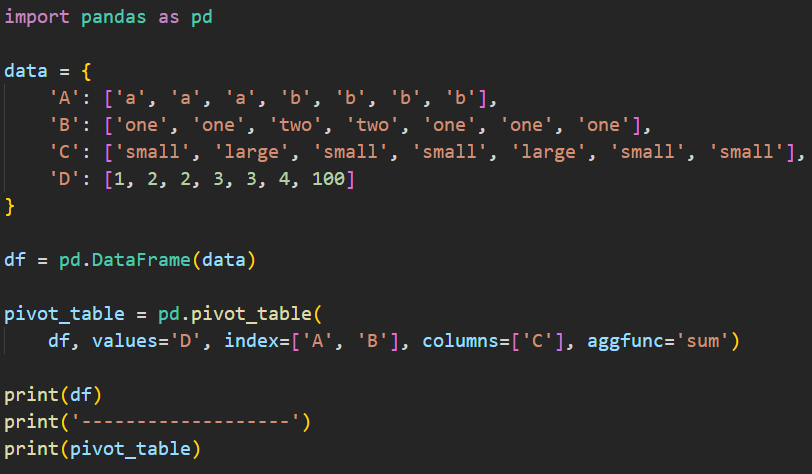 import pandas as pd
data = {
    'A': ['a', 'a', 'a', 'b', 'b', 'b', 'b'],
    'B': ['one', 'one', 'two', 'two', 'one', 'one', 'one'],
    'C': ['small', 'large', 'small', 'small', 'large', 'small', 'small'],
    'D': [1, 2, 2, 3, 3, 4, 100]
}
df = pd.DataFrame(data)
pivot_table = pd.pivot_table(
    df, values='D', index=['A', 'B'], columns=['C'], aggfunc='sum')
print(df)
print('-------------------')
print(pivot_table)